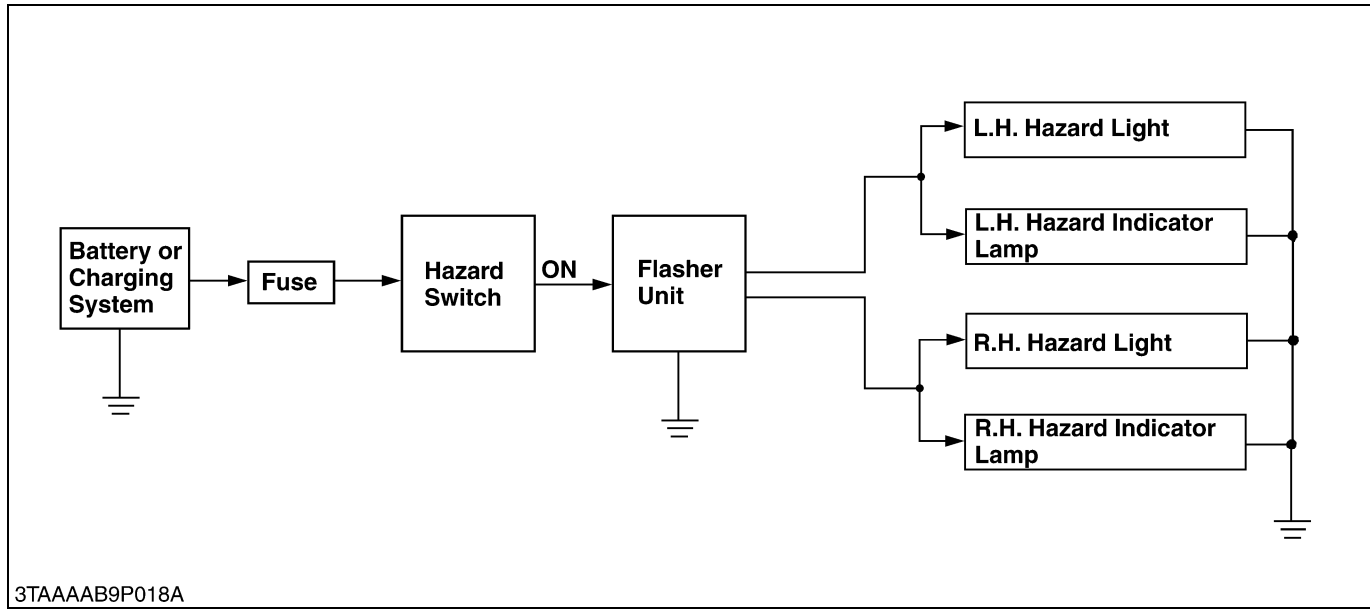 Battery or
Charging
System
Fuse
Hazard
Switch
ON
Flasher
Unit
L.H. Hazard Light
L.H. Hazard Indicator
Lamp
R.H. Hazard Light
R.H. Hazard Indicator
Lamp
3TAAAAB9P018A